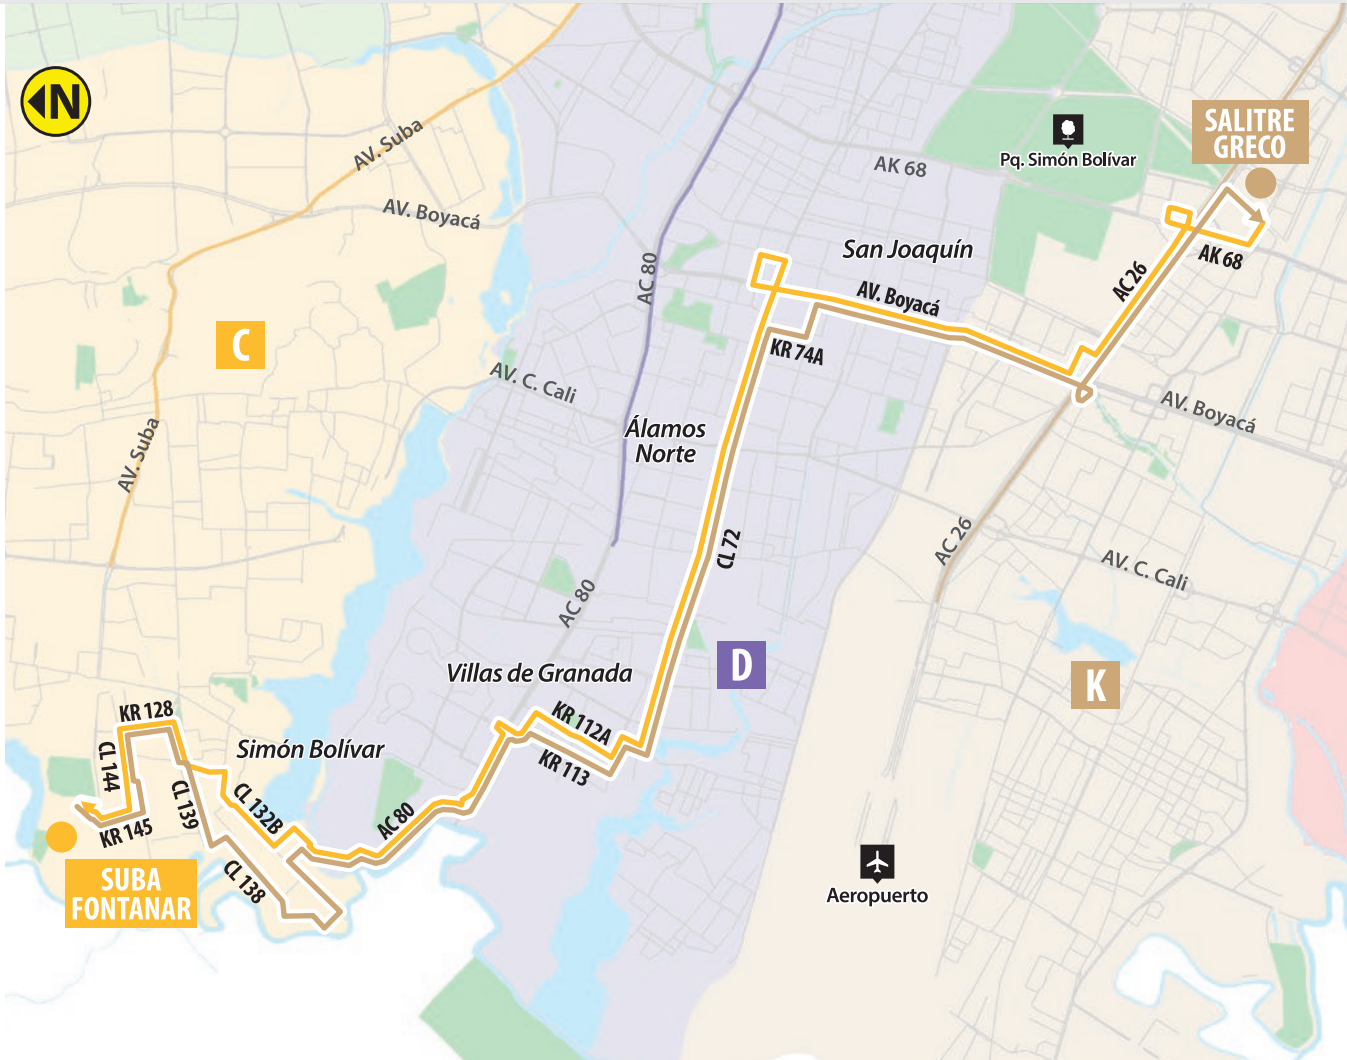 N
SALITRE
GRECO
Pq. Simón Bolívar
AV. Suba
AK 68
AV. Boyacá
San Joaquín
AK 68
AC 80
AC 26
AV. Boyacá
C
KR 74A
AV. C. Cali
AV. Boyacá
Álamos
Norte
AV. Suba
CL 72
AC 26
AV. C. Cali
AC 80
D
Villas de Granada
K
KR 128
KR 112A
Simón Bolívar
CL 144
KR 113
CL 139
CL 132B
AC 80
KR 145
CL 138
SUBA
FONTANAR
Aeropuerto